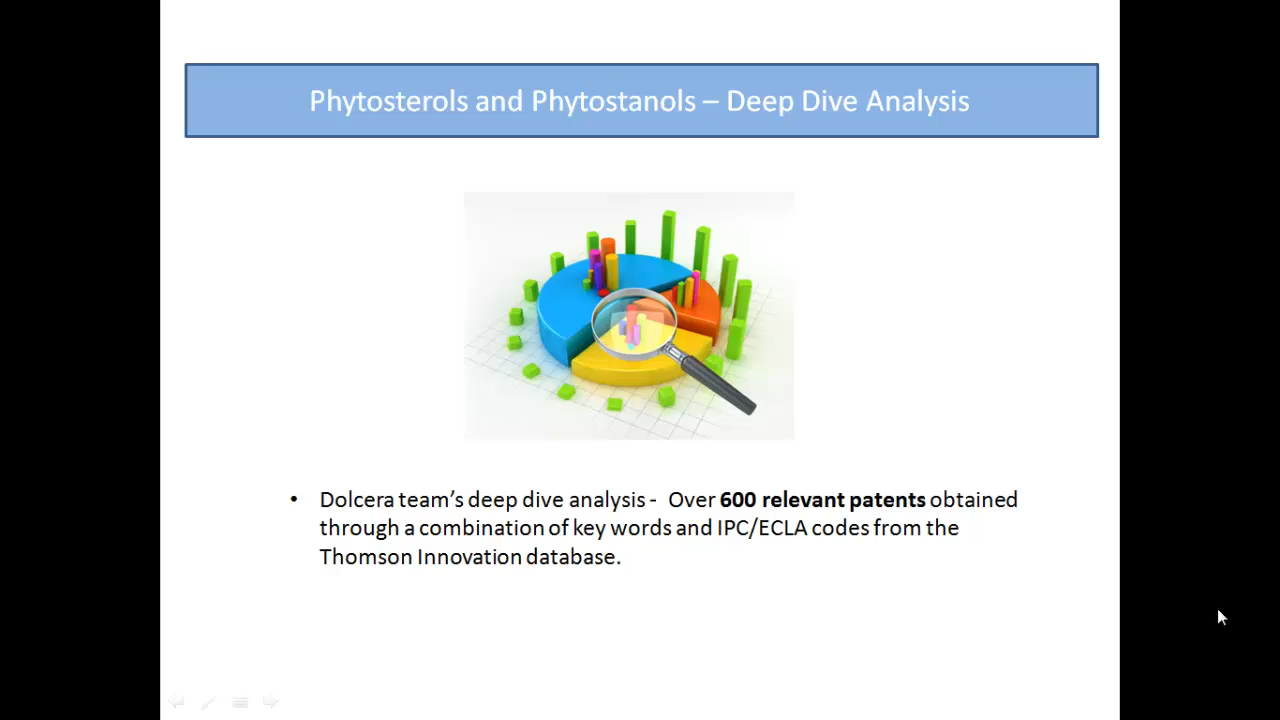 Phytosterols and Phytostanols – Deep Dive Analysis
• Dolcera team’s deep dive analysis - Over 600 relevant patents obtained
through a combination of key words and IPC/ECLA codes from the
Thomson Innovation database.